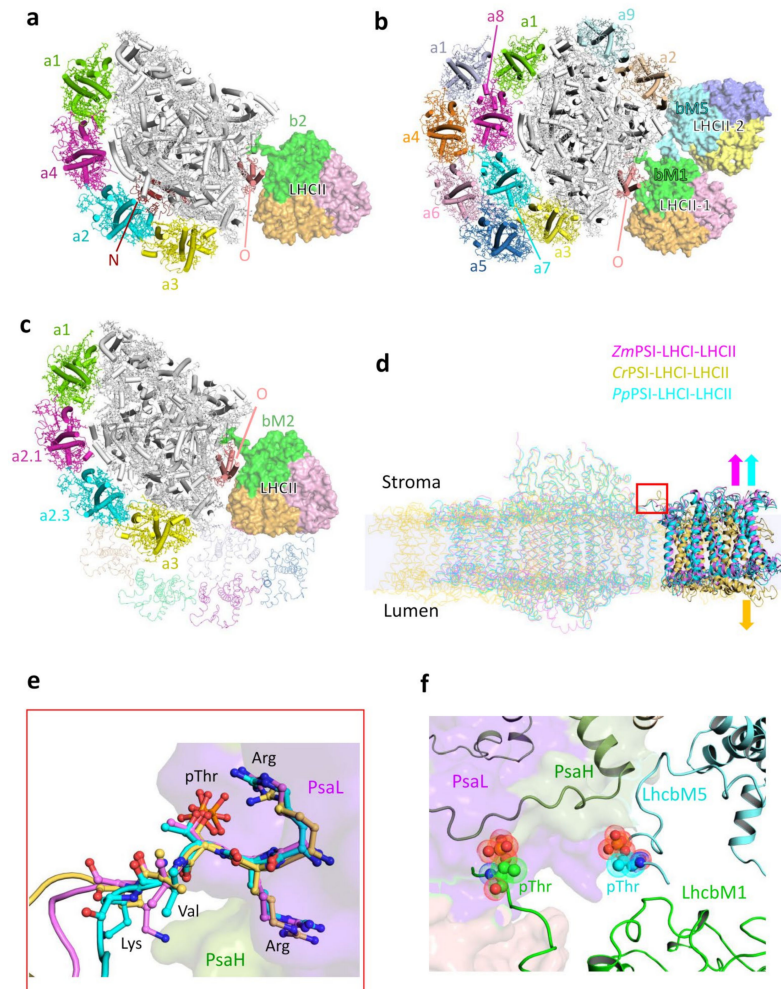 a
a1
a4
a2
a3
N
O
b2
LHCII
b
a8
a1
a9
a1
a2
a4
bM5
LHCII-2
bM1
LHCII-1
a6
a5
a7
a3
O
c
a1
O
bM2
a2.1
LHCII
a2.3
a3
d
ZmPSI-LHCI-LHCII
CrPSI-LHCI-LHCII
PpPSI-LHCI-LHCII
Stroma
Lumen
e
Arg
pThr
PsaL
Val
Lys
Arg
PsaH
f
PsaL
PsaH
LhcbM5
pThr
pThr
LhcbM1